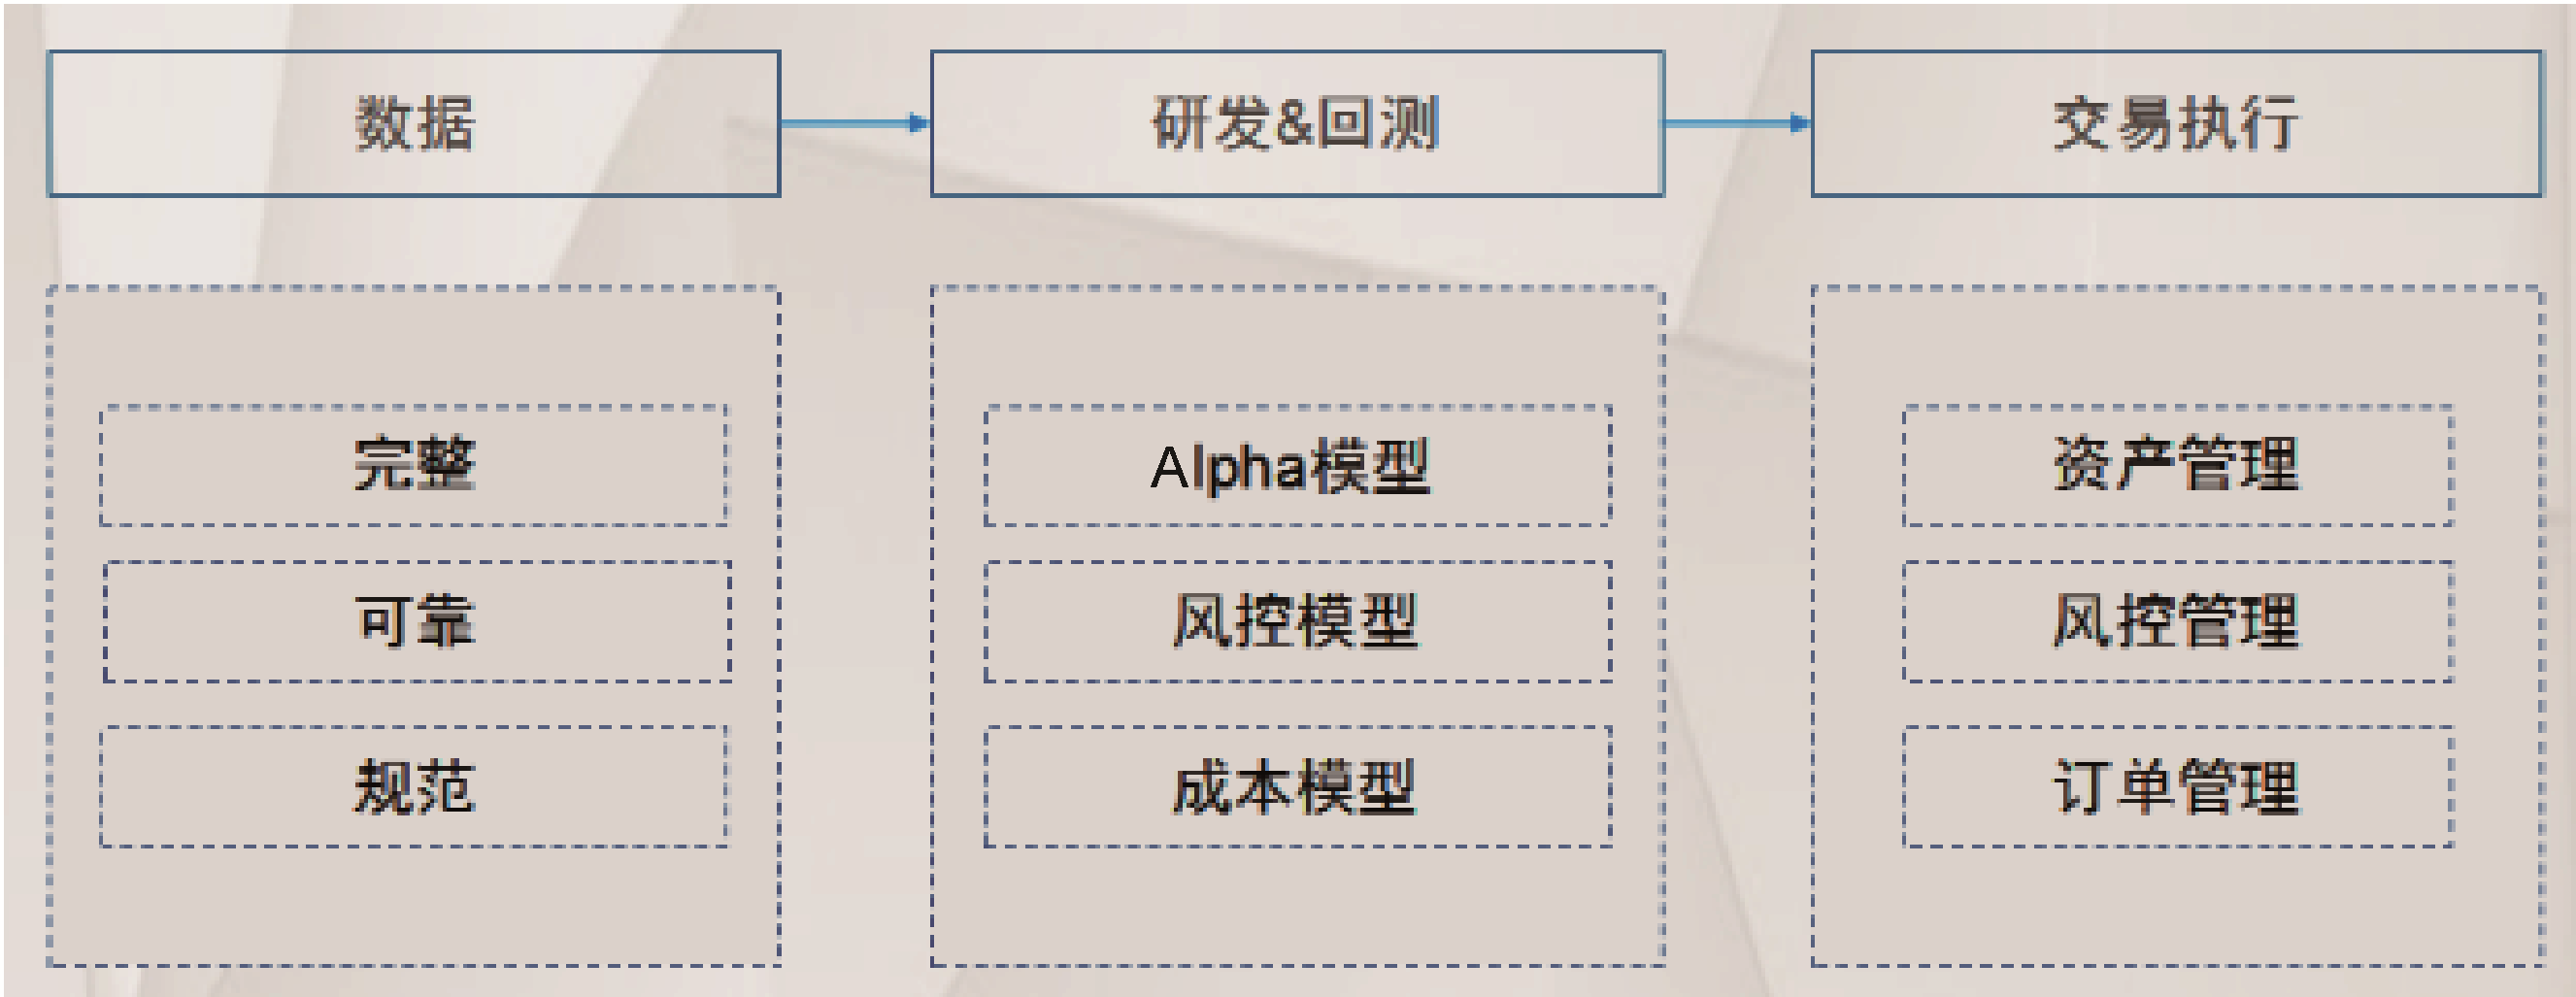 数据
研发&回测
交易执行
完整
可靠
规范
Alpha模型
风控模型
成本模型
资产管理
风控管理
订单管理